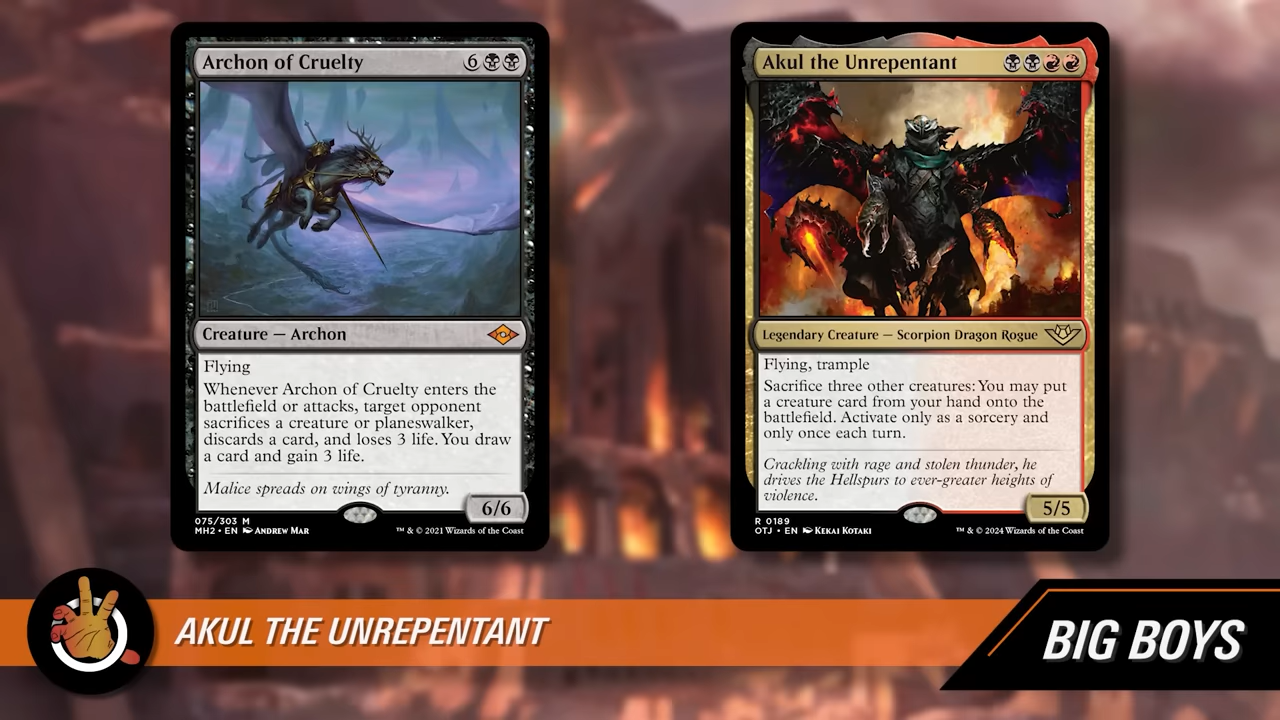 Archon of Cruelty 6
Creature — Archon
Flying
Whenever Archon of Cruelty enters the
battlefield or attacks, target opponent
sacrifices a creature or planeswalker,
discards a card, and loses 3 life. You draw
a card and gain 3 life.
Malice spreads on wings of tyranny.
6/6
075/303 M
MH2 • EN Andrew Mar
™ & © 2021 Wizards of the Coast
Akul the Unrepentant
Legendary Creature — Scorpion Dragon Rogue
Flying, trample
Sacrifice three other creatures: You may put
a creature card from your hand onto the
battlefield. Activate only as a sorcery and
only once each turn.
Crackling with rage and stolen thunder, he
drives the Hellspurs to ever-greater heights of
violence.
5/5
R 0189
OTJ • EN Kekai Kotaki
™ & © 2024 Wizards of the Coast
AKUL THE UNREPENTANT
BIG BOYS